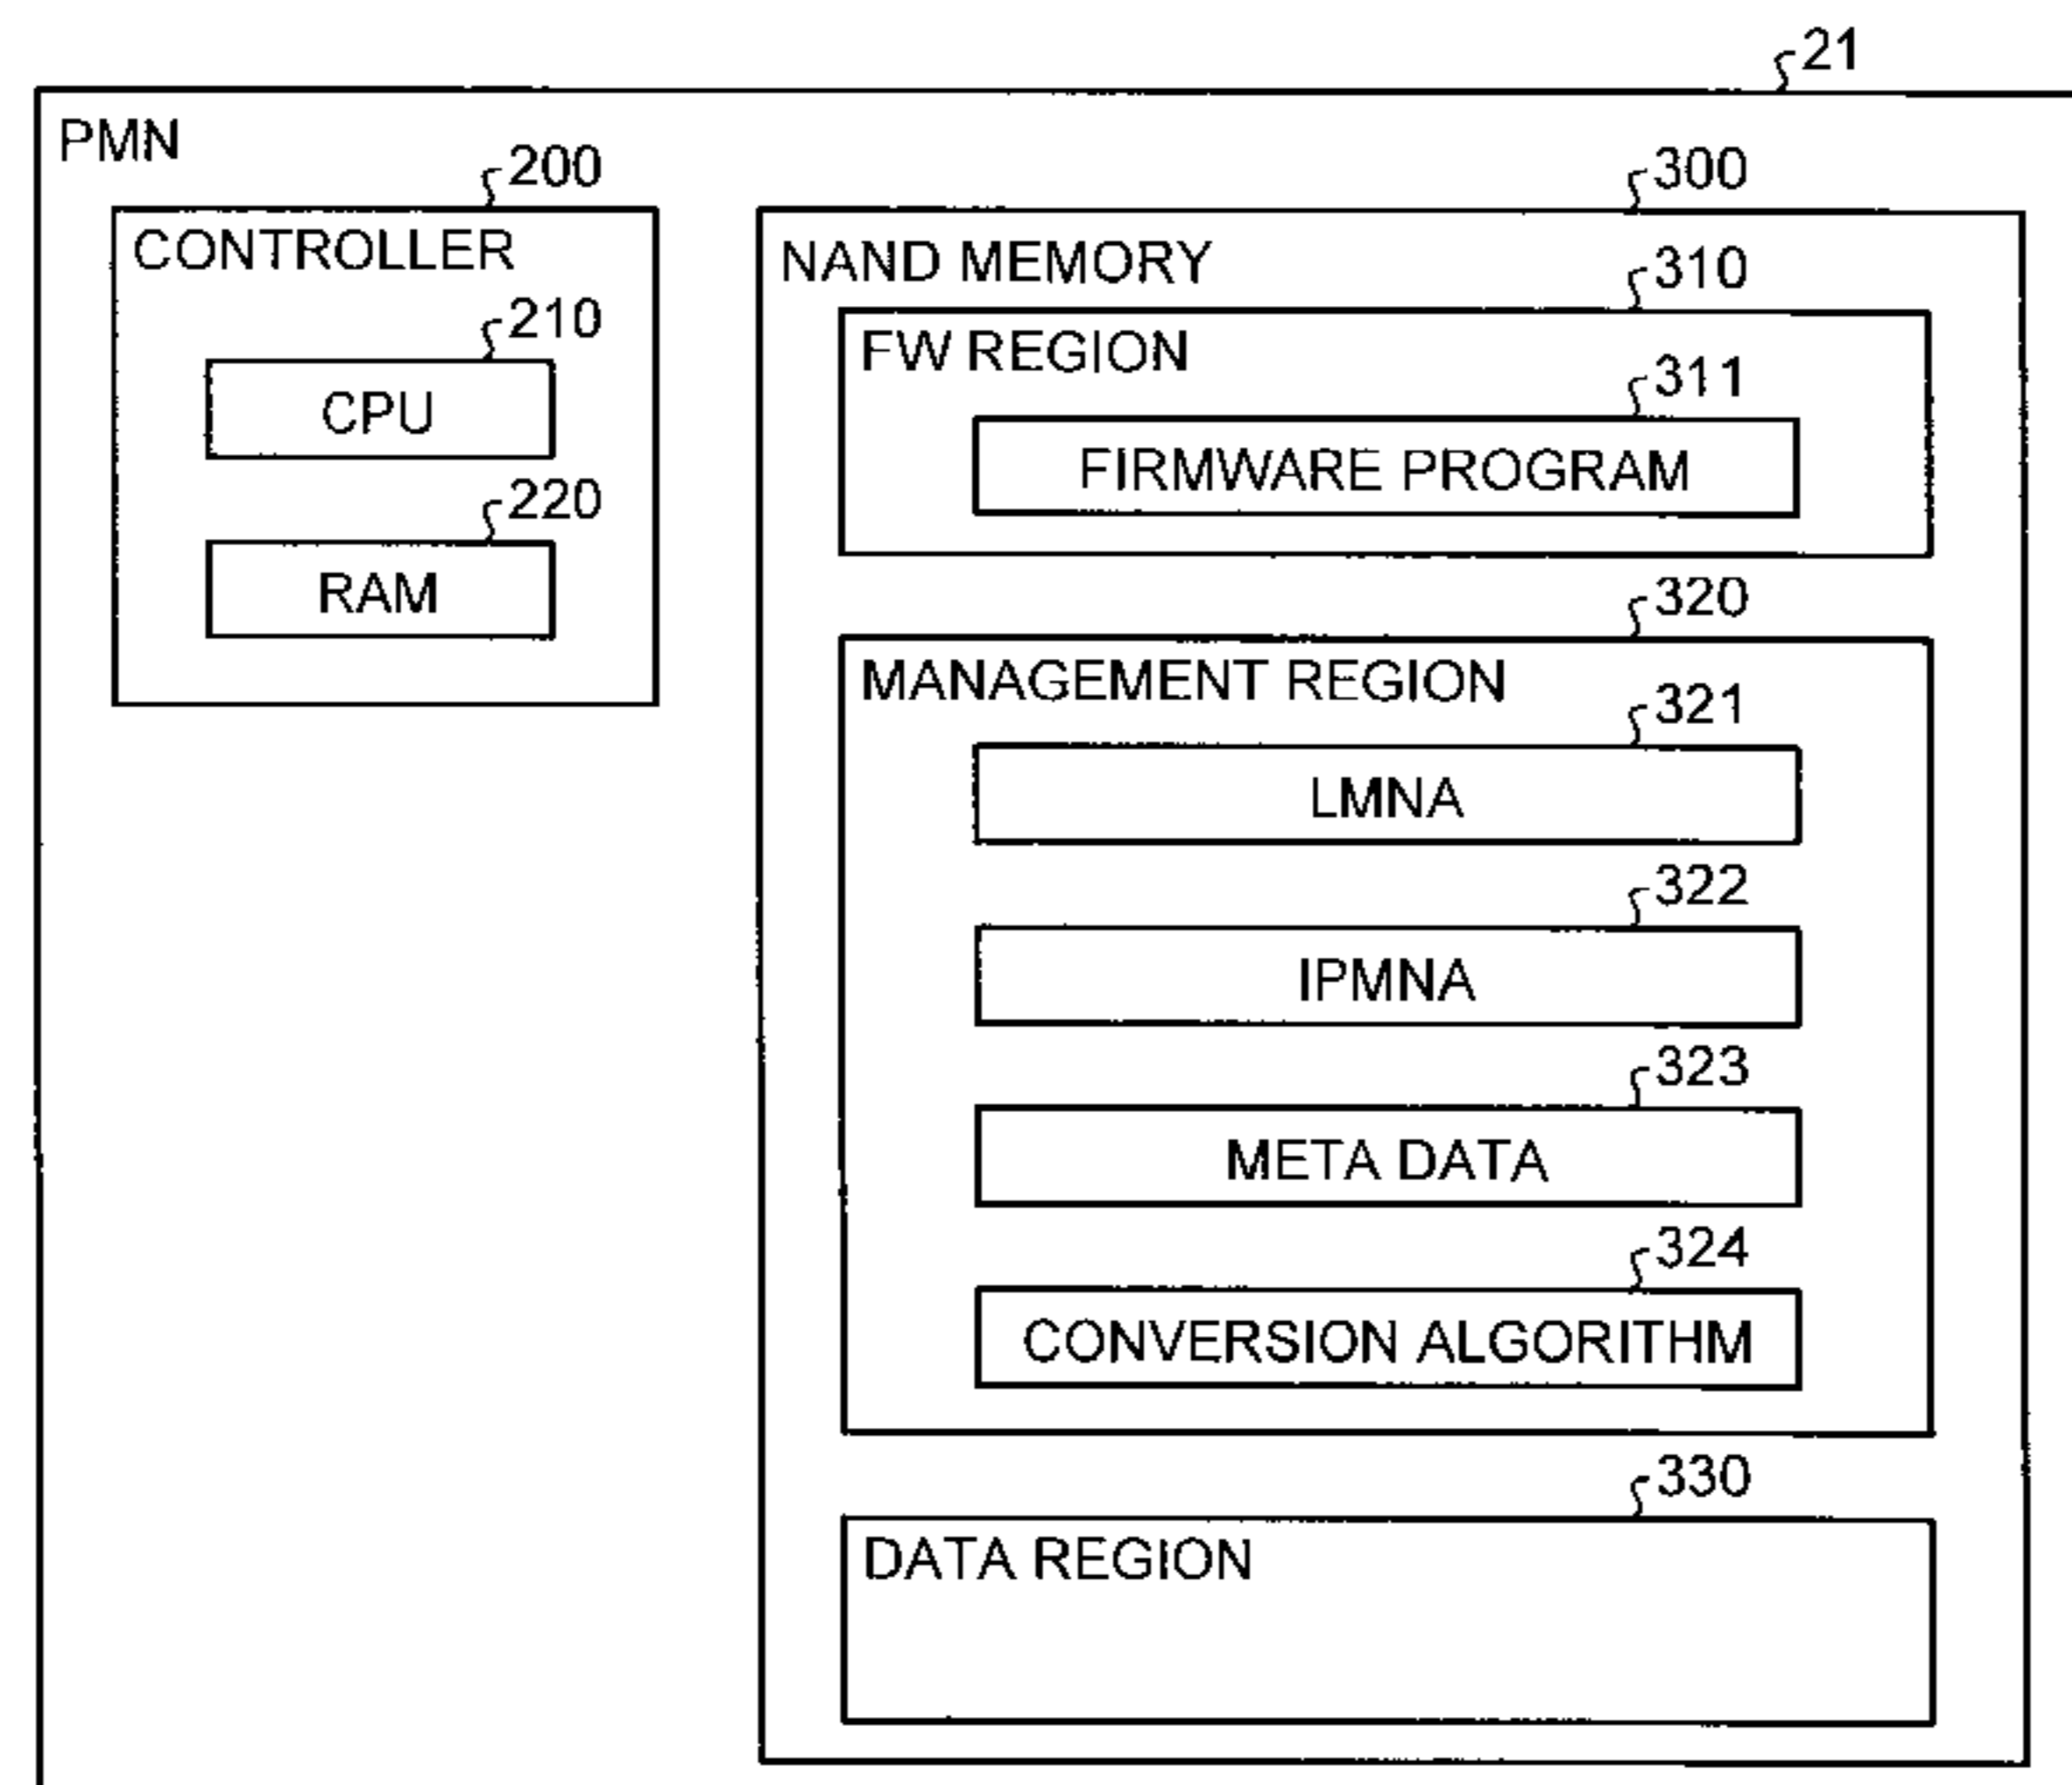 21
PMN
200
CONTROLLER
210
CPU
220
RAM
300
NAND MEMORY
310
FW REGION
311
FIRMWARE PROGRAM
320
MANAGEMENT REGION
321
LMNA
322
IPMNA
323
META DATA
324
CONVERSION ALGORITHM
330
DATA REGION